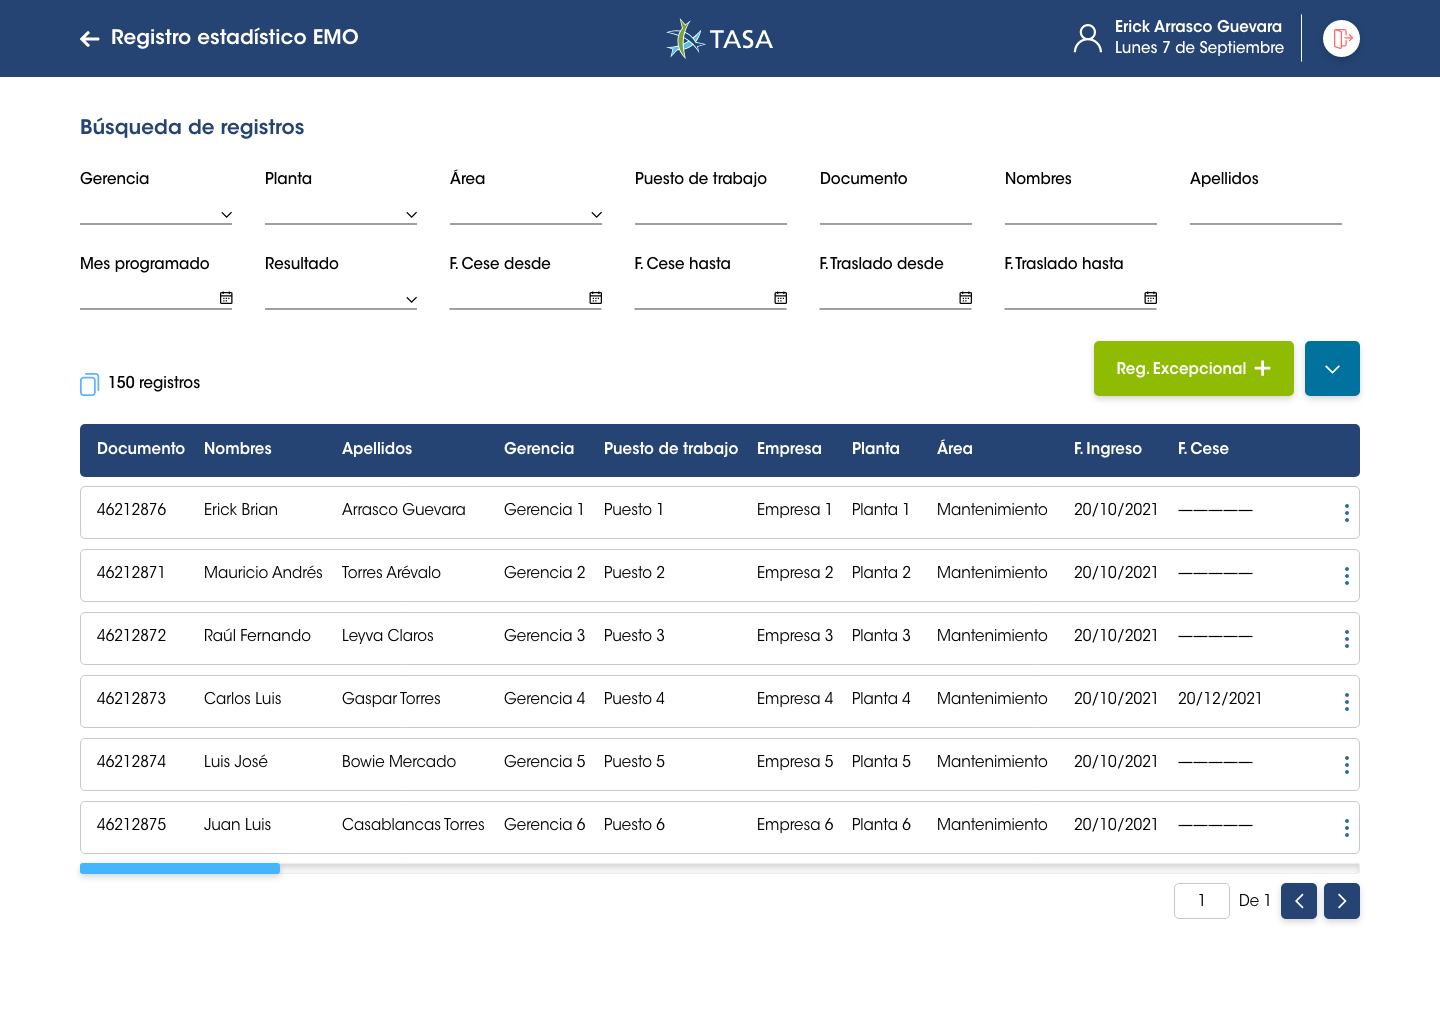 Registro estadístico EMO
TASA
Erick Arrasco Guevara
Lunes 7 de Septiembre
Búsqueda de registros
Gerencia Planta Área Puesto de trabajo Documento Nombres Apellidos
Mes programado Resultado F. Cese desde F. Cese hasta F. Traslado desde F. Traslado hasta
150 registros
Reg. Excepcional
Documento Nombres Apellidos Gerencia Puesto de trabajo Empresa Planta Área F. Ingreso F. Cese
46212876 Erick Brian Arrasco Guevara Gerencia 1 Puesto 1 Empresa 1 Planta 1 Mantenimiento 20/10/2021 —————
46212871 Mauricio Andrés Torres Arévalo Gerencia 2 Puesto 2 Empresa 2 Planta 2 Mantenimiento 20/10/2021 —————
46212872 Raúl Fernando Leyva Claros Gerencia 3 Puesto 3 Empresa 3 Planta 3 Mantenimiento 20/10/2021 —————
46212873 Carlos Luis Gaspar Torres Gerencia 4 Puesto 4 Empresa 4 Planta 4 Mantenimiento 20/10/2021 20/12/2021
46212874 Luis José Bowie Mercado Gerencia 5 Puesto 5 Empresa 5 Planta 5 Mantenimiento 20/10/2021 —————
46212875 Juan Luis Casablancas Torres Gerencia 6 Puesto 6 Empresa 6 Planta 6 Mantenimiento 20/10/2021 —————
1 De 1